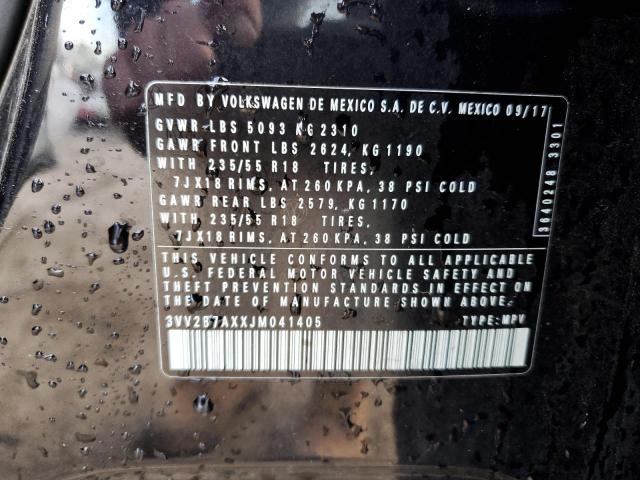 MFD BY VOLKSWAGEN DE MEXICO S.A. DE C.V. MEXICO 09/17
GVWR LBS 5093 KG 2310
GAWR FRONT LBS 2624, KG 1190
WITH 235/55 R18 TIRES,
7JX18 RIMS, AT 260 KPA, 38 PSI COLD
GAWR REAR LBS 2579, KG 1170
WITH 235/55 R18 TIRES,
7JX18 RIMS, AT 260 KPA, 38 PSI COLD
THIS VEHICLE CONFORMS TO ALL APPLICABLE
U.S. FEDERAL MOTOR VEHICLE SAFETY AND
THEFT PREVENTION STANDARDS IN EFFECT ON
THE DATE OF MANUFACTURE SHOWN ABOVE.
3VV2B7AXXJM041405 TYPE: MPV
3840248 3301